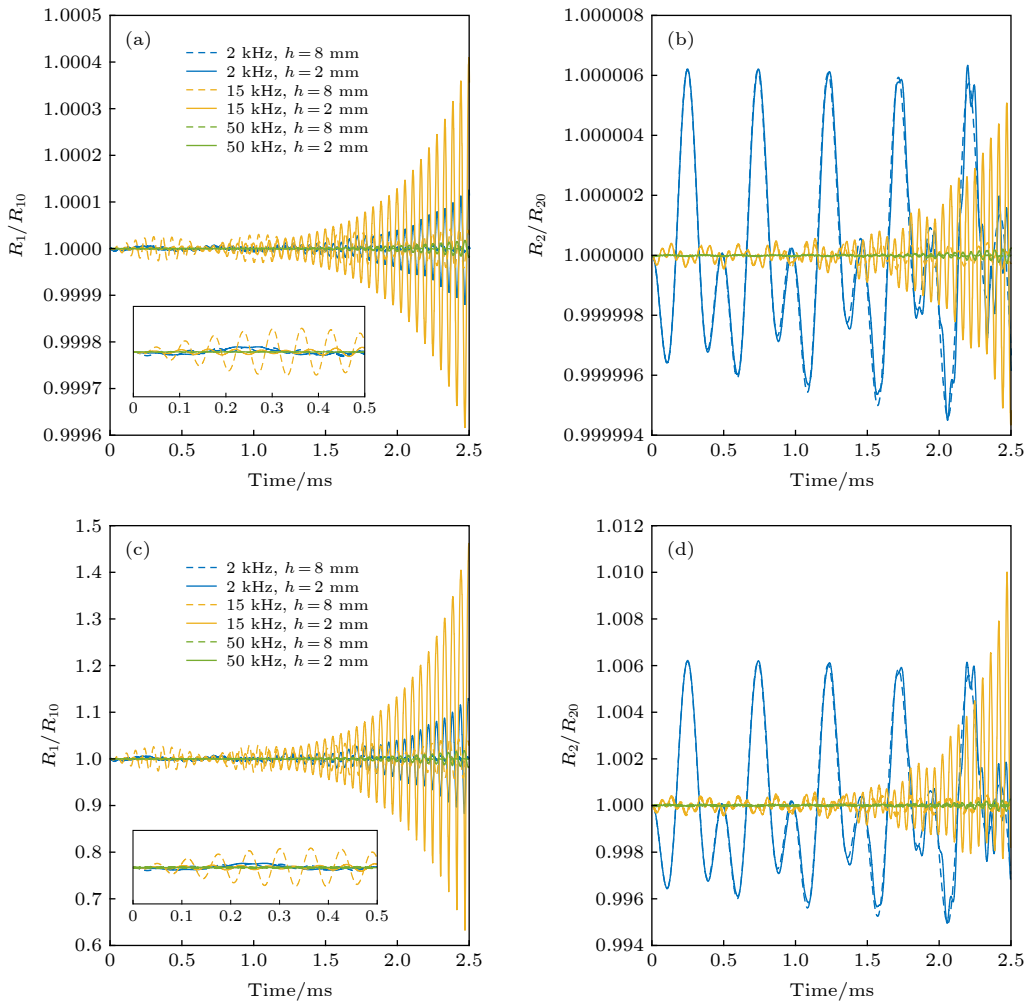 (a)
2 kHz, h = 8 mm
2 kHz, h = 2 mm
15 kHz, h = 8 mm
15 kHz, h = 2 mm
50 kHz, h = 8 mm
50 kHz, h = 2 mm
1.0005
1.0004
1.0003
1.0002
1.0001
1.0000
0.9999
0.9998
0.9997
0.9996
R1/R10
0 0.1 0.2 0.3 0.4 0.5
0 0.5 1.0 1.5 2.0 2.5
Time/ms
(b)
1.000008
1.000006
1.000004
1.000002
1.000000
0.999998
0.999996
0.999994
R2/R20
0 0.5 1.0 1.5 2.0 2.5
Time/ms
(c)
2 kHz, h = 8 mm
2 kHz, h = 2 mm
15 kHz, h = 8 mm
15 kHz, h = 2 mm
50 kHz, h = 8 mm
50 kHz, h = 2 mm
1.5
1.4
1.3
1.2
1.1
1.0
0.9
0.8
0.7
0.6
R1/R10
0 0.1 0.2 0.3 0.4 0.5
0 0.5 1.0 1.5 2.0 2.5
Time/ms
(d)
1.012
1.010
1.008
1.006
1.004
1.002
1.000
0.998
0.996
0.994
R2/R20
0 0.5 1.0 1.5 2.0 2.5
Time/ms